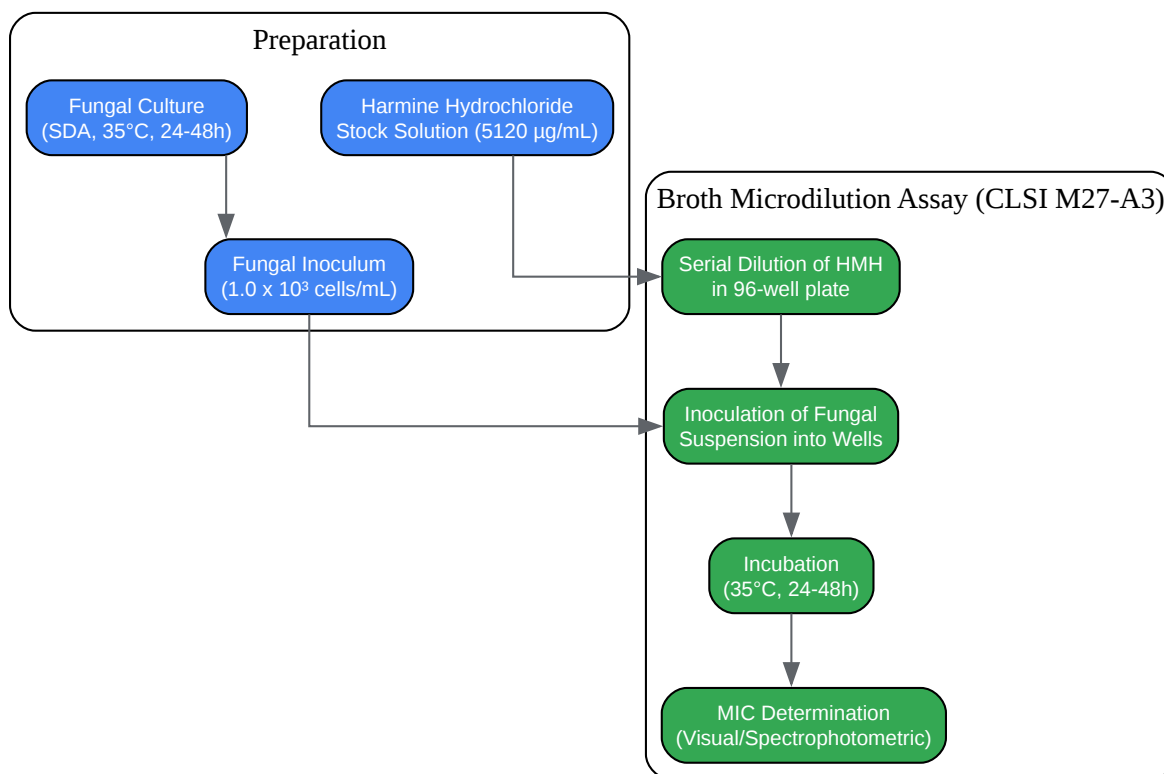 Preparation
Fungal Culture
(SDA, 35°C, 24-48h)
Harmine Hydrochloride
Stock Solution (5120 µg/mL)
Fungal Inoculum
(1.0 x 10³ cells/mL)
Broth Microdilution Assay (CLSI M27-A3)
Serial Dilution of HMH
in 96-well plate
Inoculation of Fungal
Suspension into Wells
Incubation
(35°C, 24-48h)
MIC Determination
(Visual/Spectrophotometric)